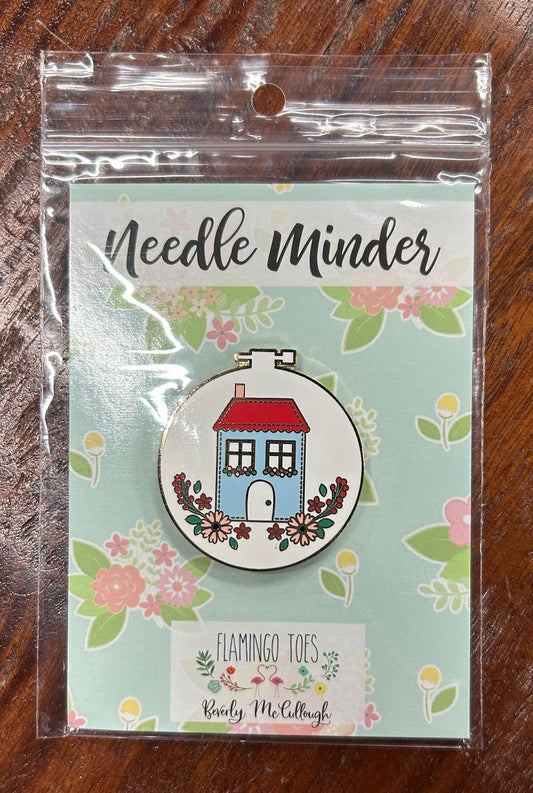 Needle Minder
FLAMINGO TOES
Beverly McCullough